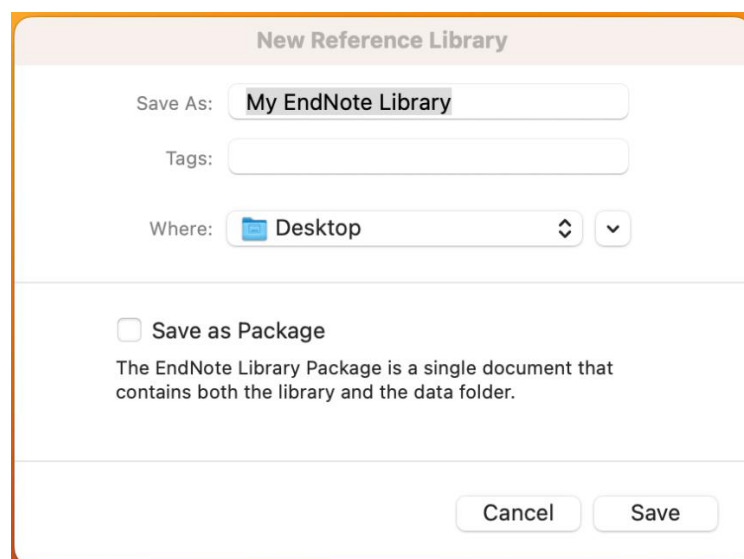 New Reference Library
Save As: My EndNote Library
Tags:
Where: Desktop
Save as Package
The EndNote Library Package is a single document that
contains both the library and the data folder.
Cancel Save